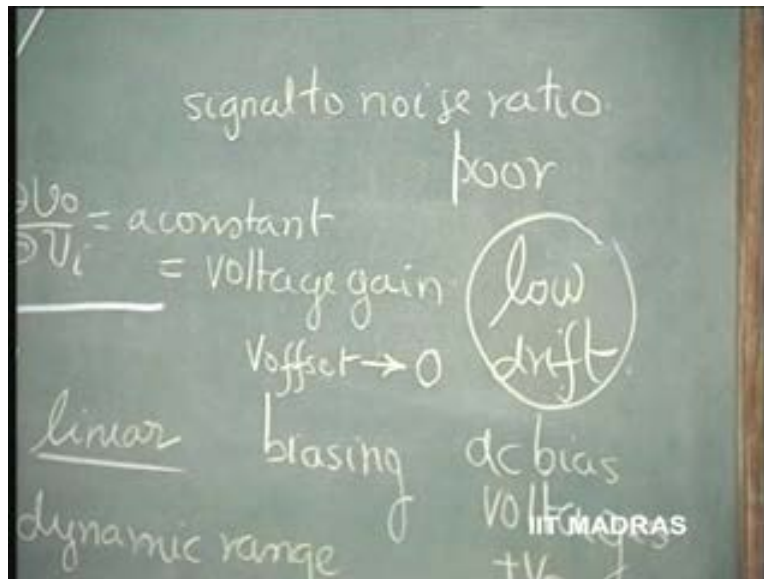 signal to noise ratio.
poor
∂Vo/∂Vi = a constant
= voltage gain
low
drift.
Voffset → 0
linear
biasing
dc bias
voltages
dynamic range
IIT MADRAS